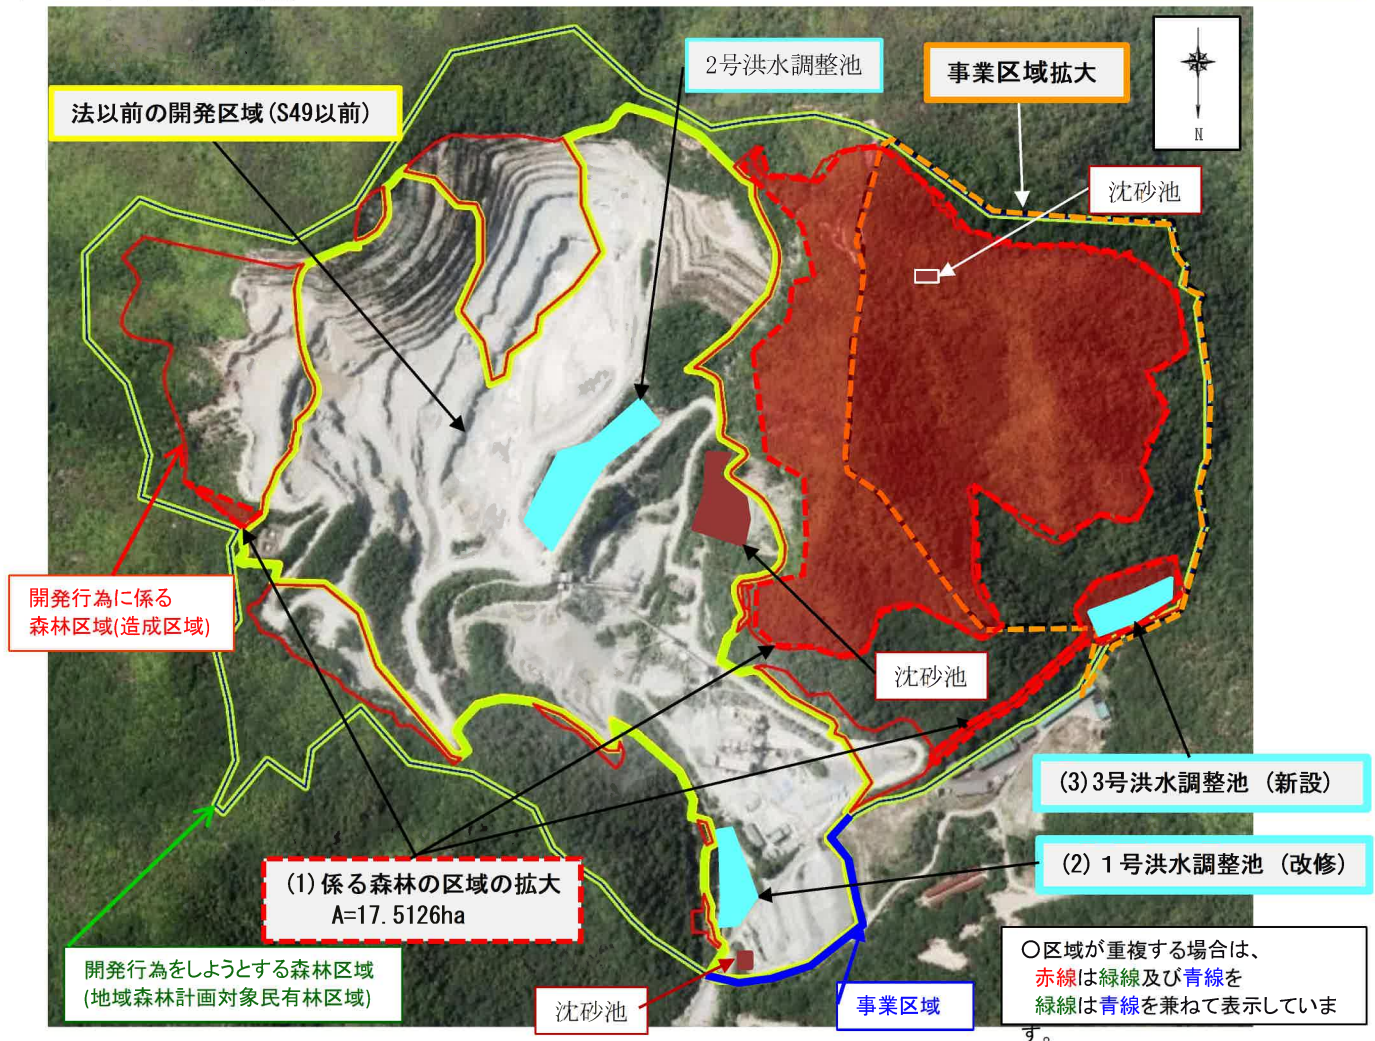 2号洪水調整池
事業区域拡大
法以前の開発区域(S49以前)
N
沈砂池
開発行為に係る
森林区域(造成区域)
沈砂池
(3)3号洪水調整池 (新設)
(2)1号洪水調整池 (改修)
(1)係る森林の区域の拡大
A=17.5126ha
開発行為をしようとする森林区域
(地域森林計画対象民有林区域)
沈砂池
事業区域
○区域が重複する場合は、
赤線は緑線及び青線を
緑線は青線を兼ねて表示していま
す。